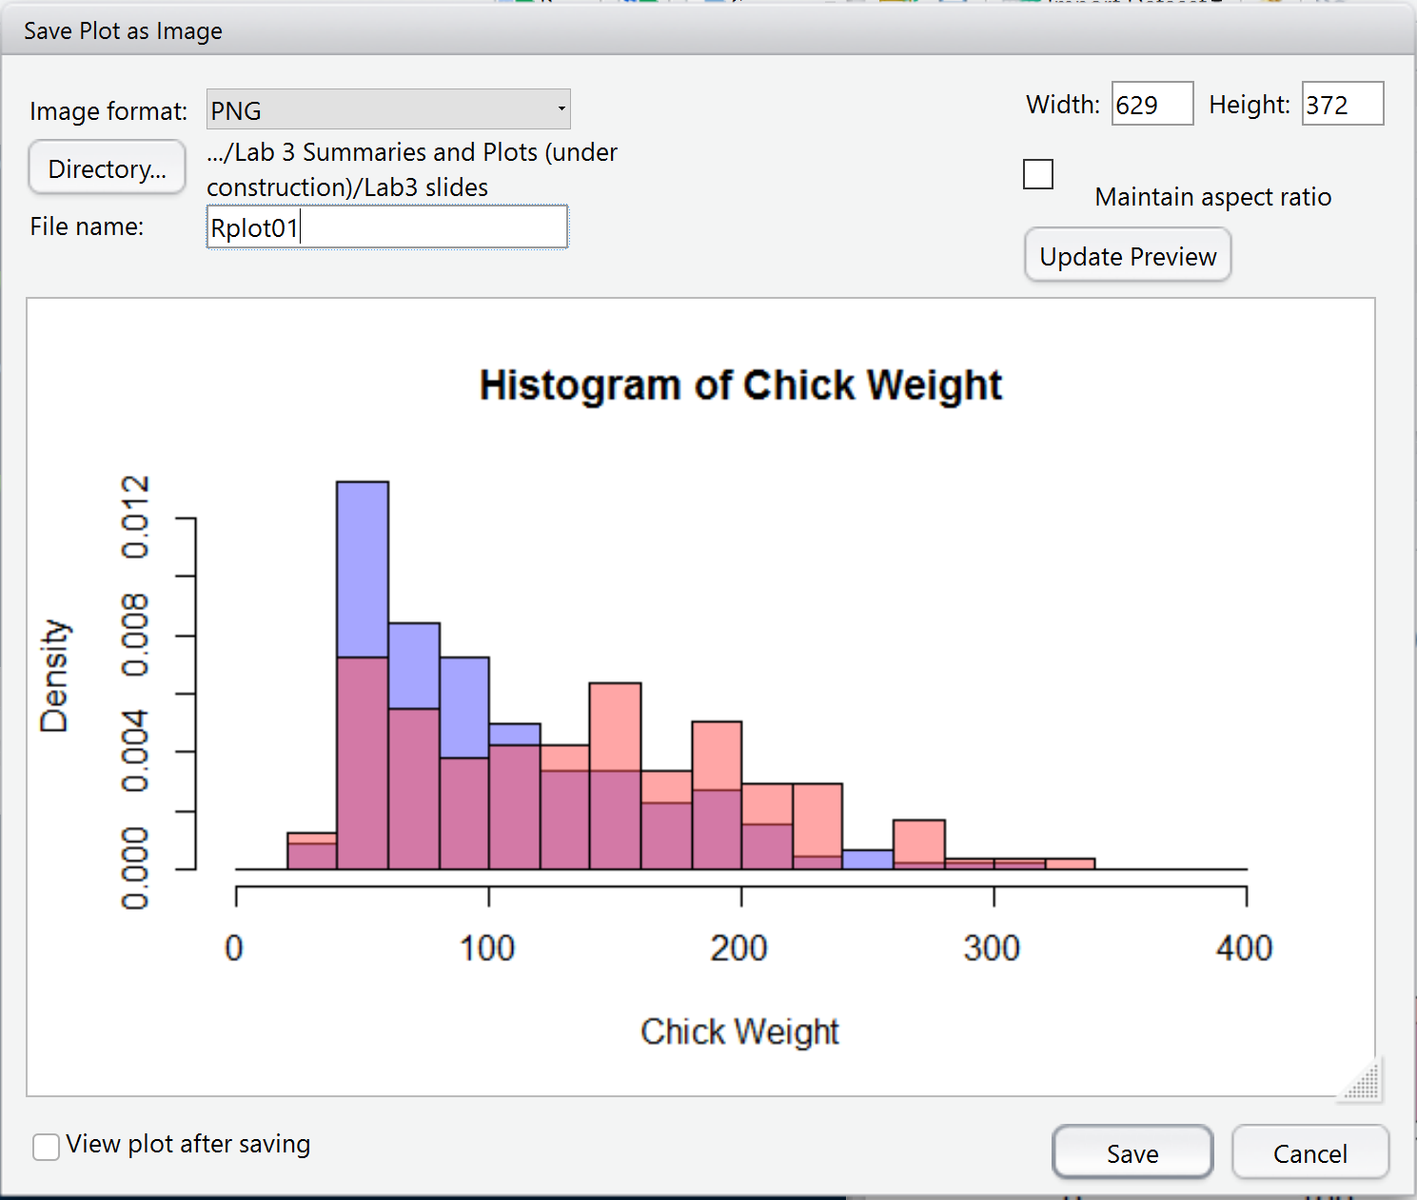 Save Plot as Image
Image format: PNG
Width: 629 Height: 372
Directory...
.../Lab 3 Summaries and Plots (under
construction)/Lab3 slides
Maintain aspect ratio
File name: Rplot01
Update Preview
Histogram of Chick Weight
Density
0.000 0.004 0.008 0.012
0 100 200 300 400
Chick Weight
View plot after saving
Save Cancel